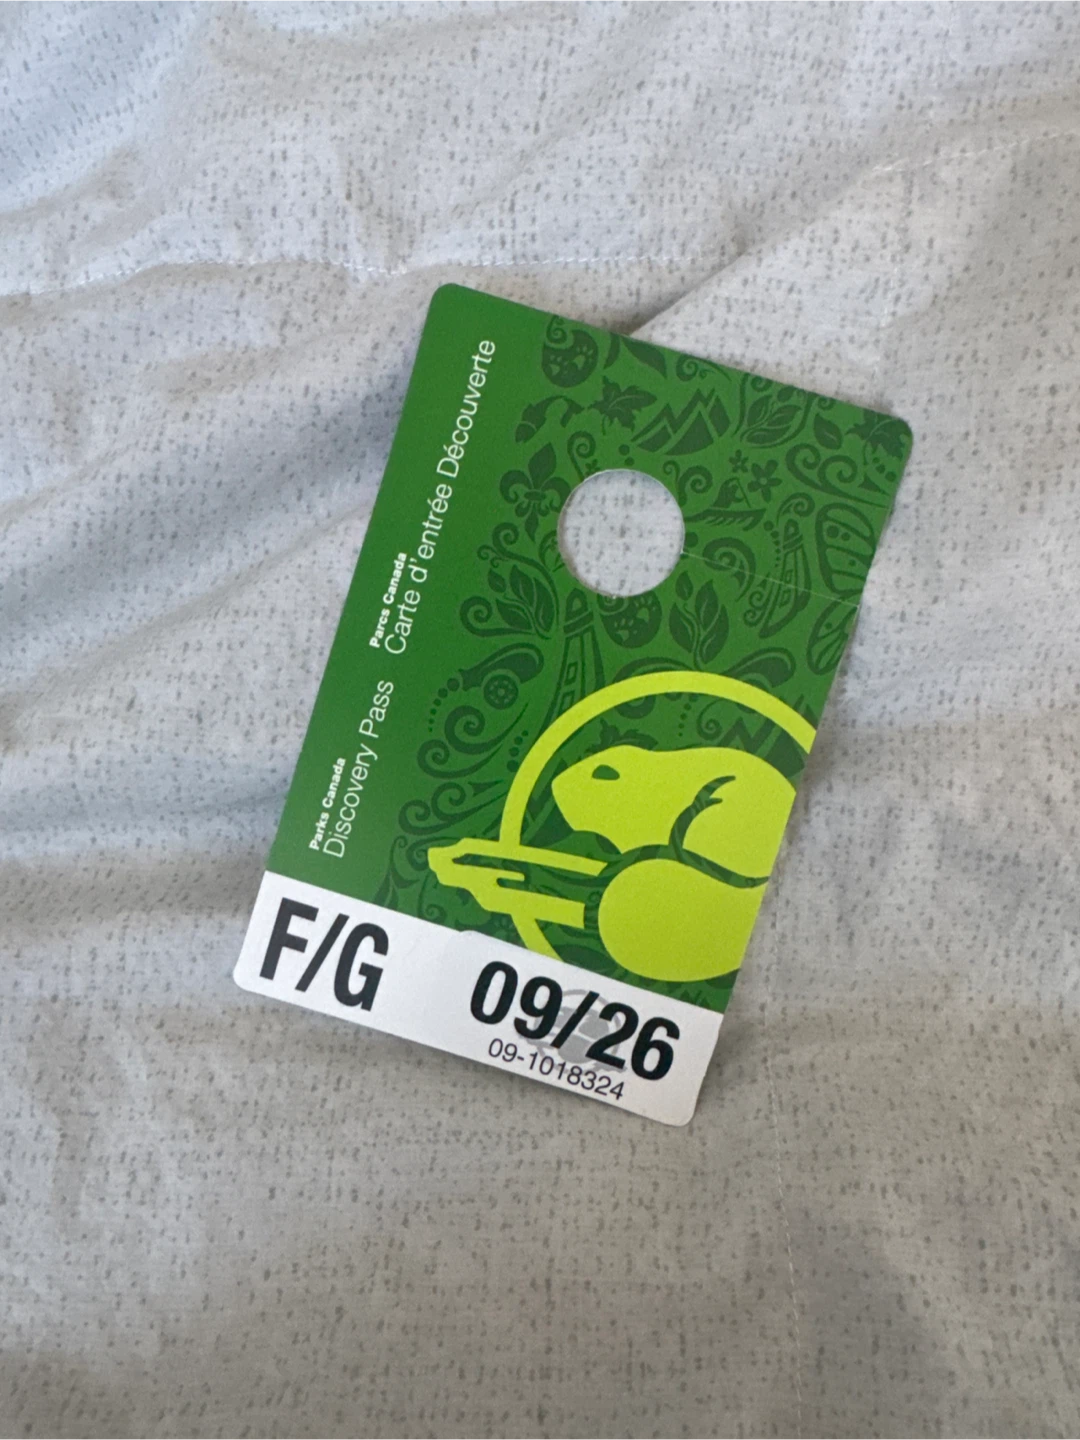 Parks Canada
Discovery Pass
Parcs Canada
Carte d'entrée Découverte
F/G
09/26
09-1018324